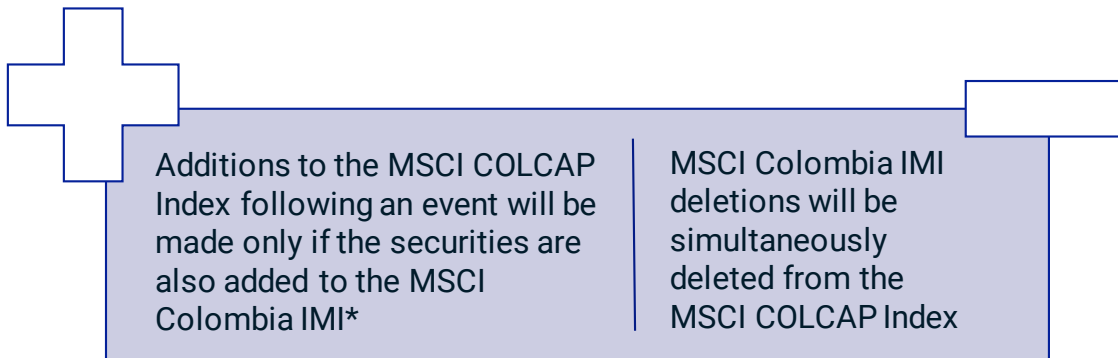 Additions to the MSCI COLCAP
Index following an event will be
made only if the securities are
also added to the MSCI
Colombia IMI*
MSCI Colombia IMI
deletions will be
simultaneously
deleted from the
MSCI COLCAP Index